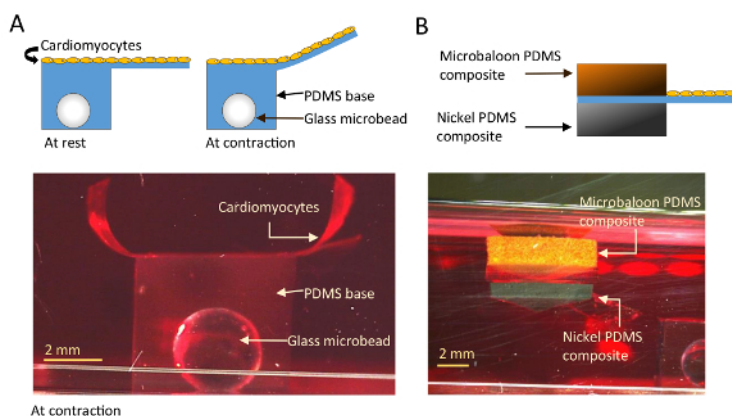 A
Cardiomyocytes
PDMS base
Glass microbead
At rest
At contraction
Cardiomyocytes
PDMS base
Glass microbead
2 mm
At contraction
B
Microbaloon PDMS
composite
Nickel PDMS
composite
Microbaloon PDMS
composite
Nickel PDMS
composite
2 mm